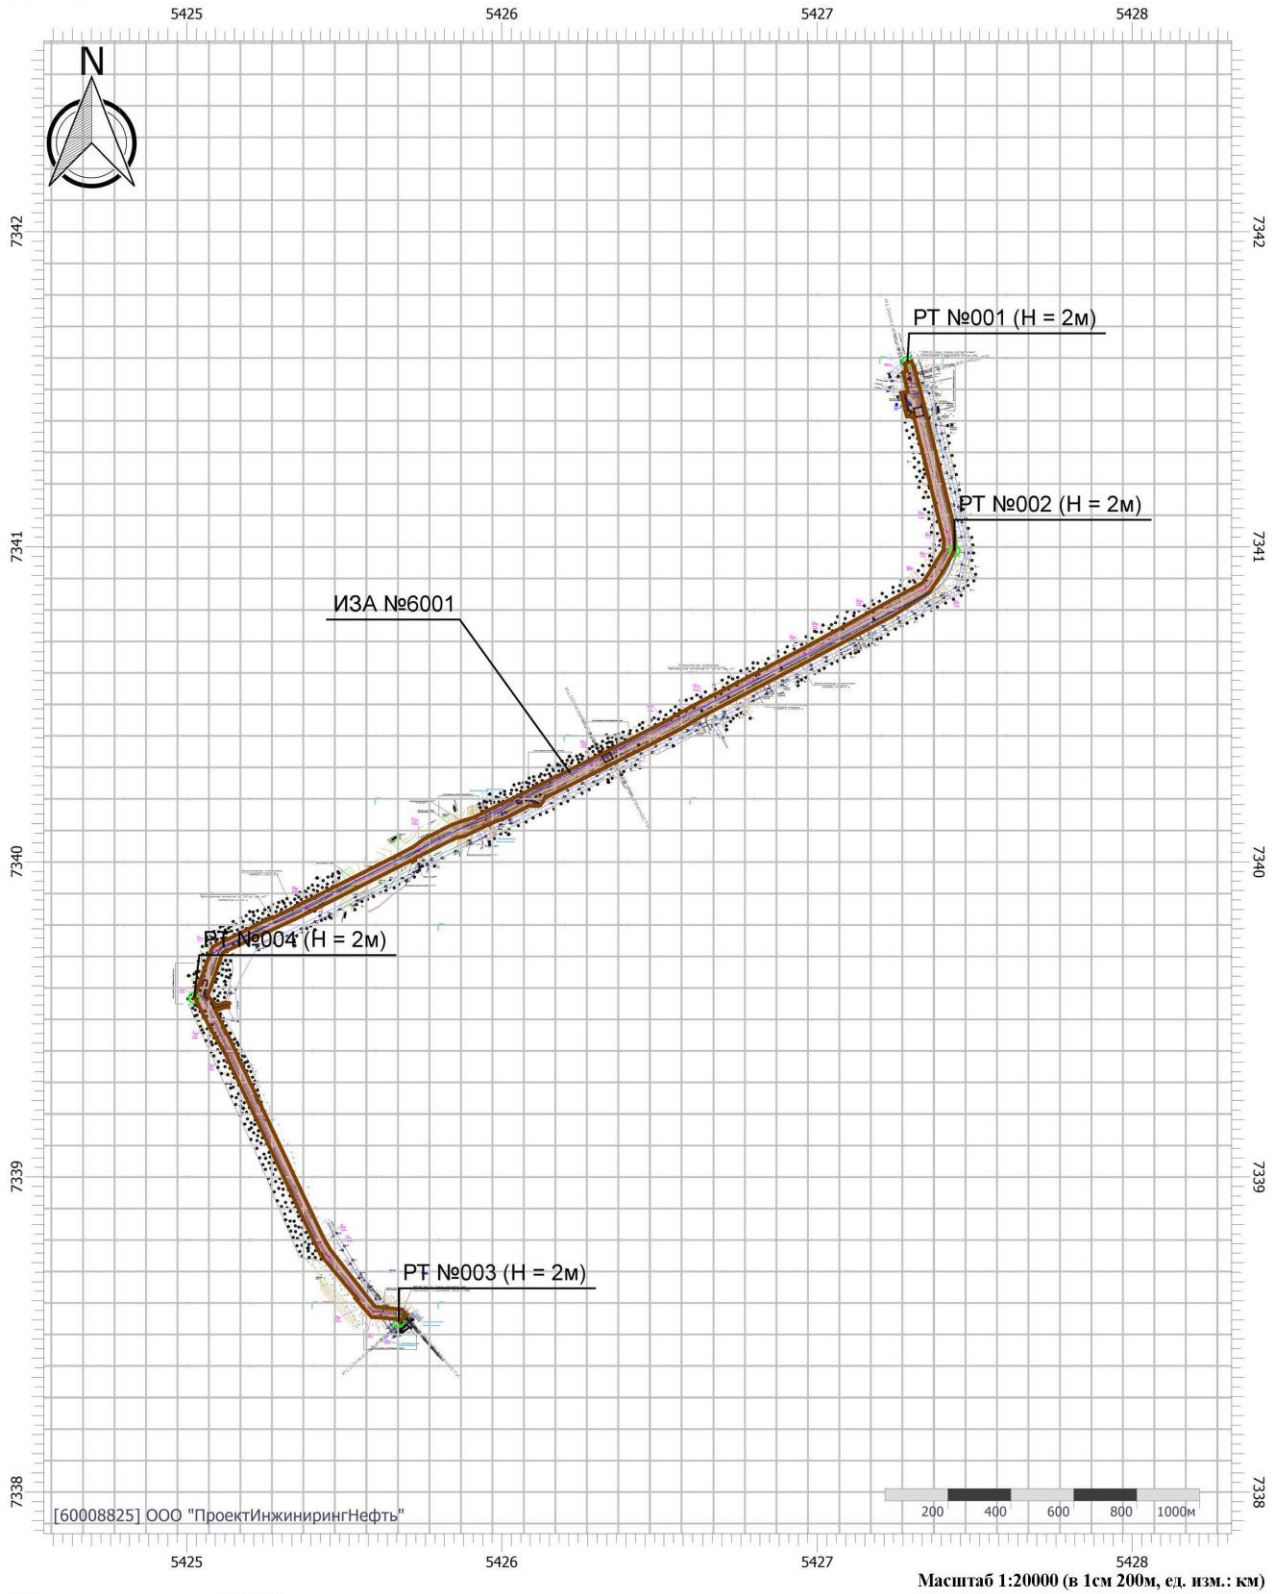 5425 5426 5427 5428
N
7342 7342
РТ №001 (Н = 2м)
РТ №002 (Н = 2м)
7341 7341
ИЗА №6001
7340 7340
РТ №004 (Н = 2м)
7339 7339
РТ №003 (Н = 2м)
7338 7338
[60008825] ООО "ПроектИнжинирингНефть"
200 400 600 800 1000м
5425 5426 5427 5428
Масштаб 1:20000 (в 1см 200м, ед. изм.: км)